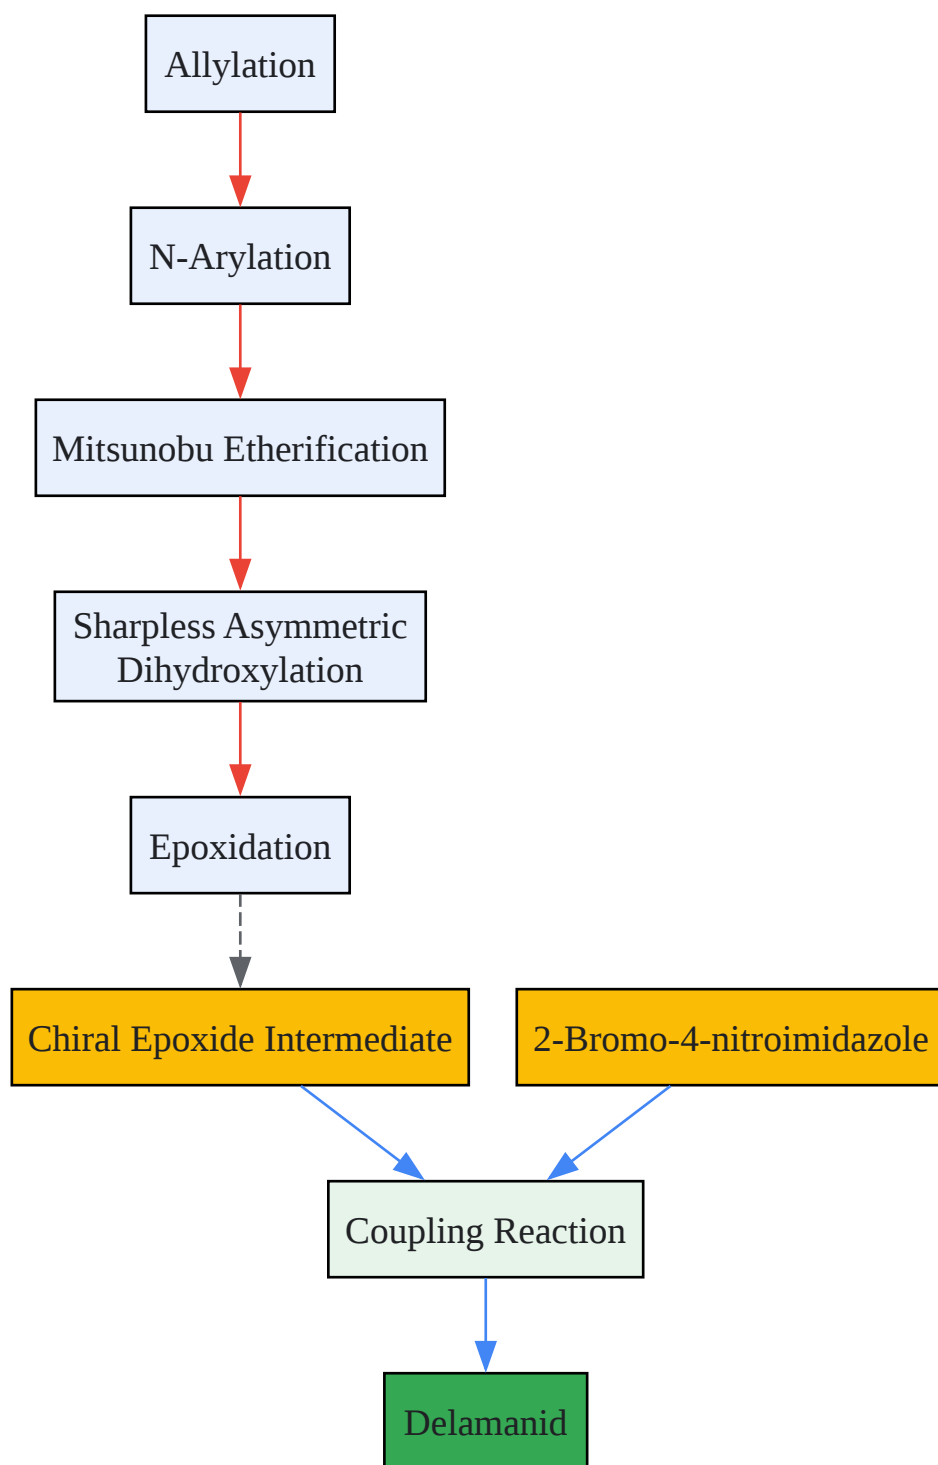 Allylation
N-Arylation
Mitsunobu Etherification
Sharpless Asymmetric
Dihydroxylation
Epoxidation
Chiral Epoxide Intermediate
2-Bromo-4-nitroimidazole
Coupling Reaction
Delamanid